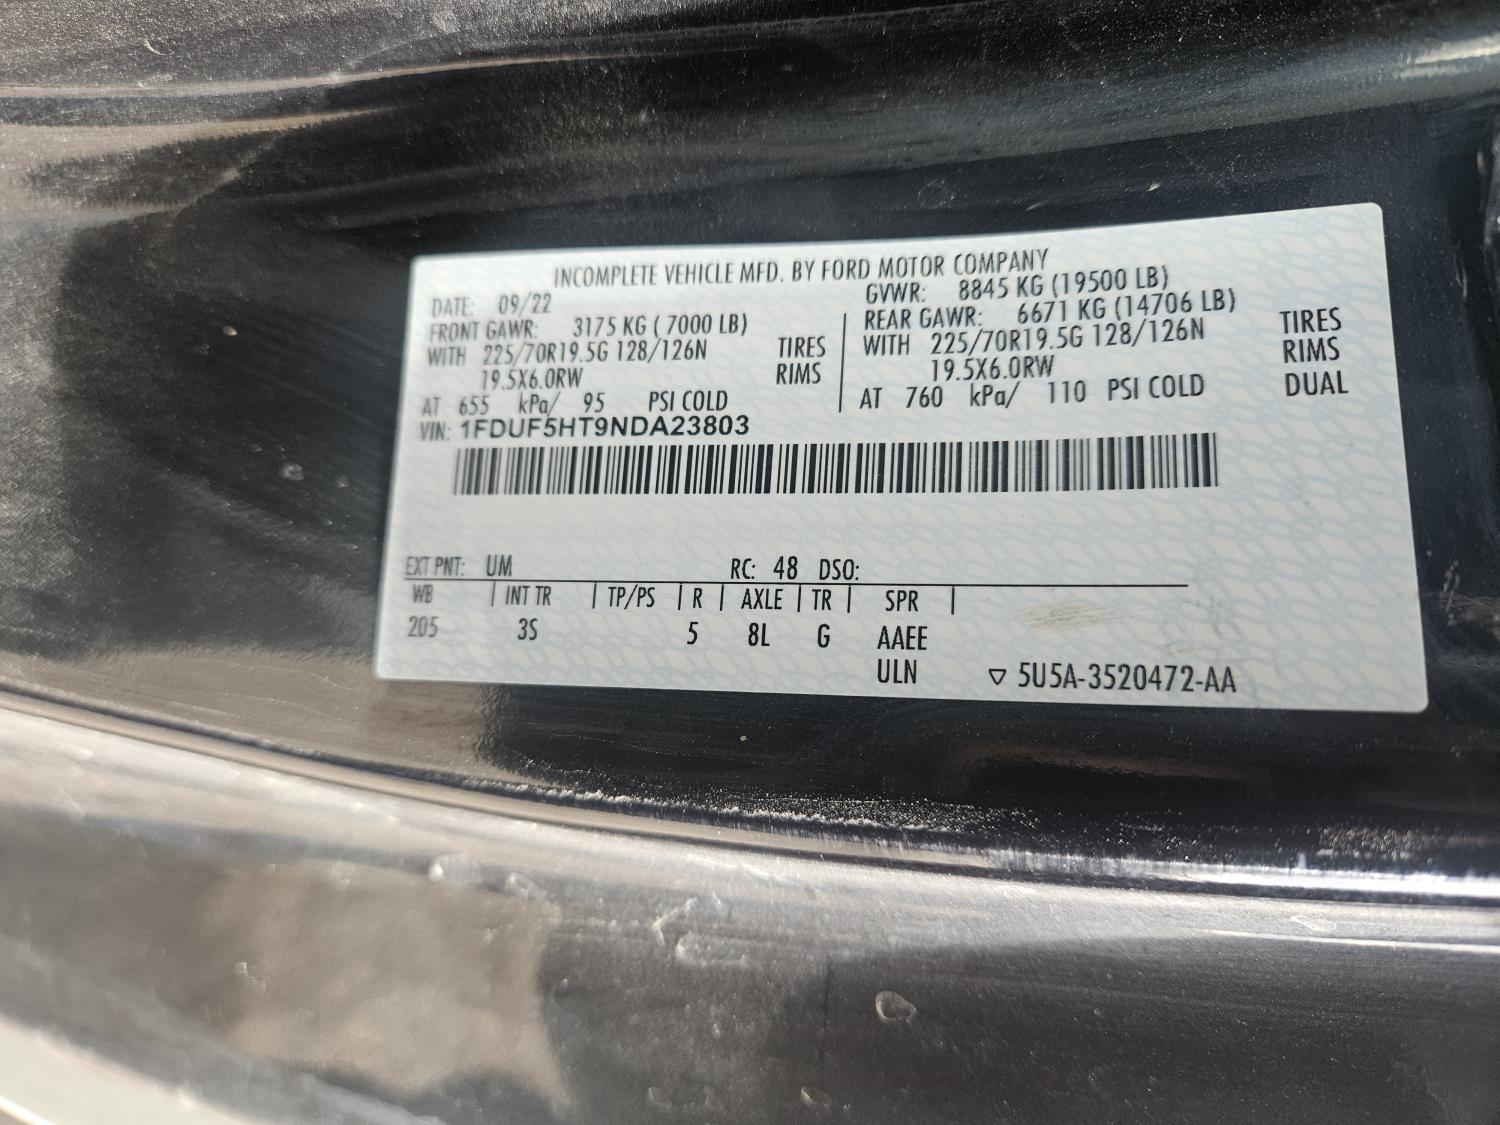 INCOMPLETE VEHICLE MFD. BY FORD MOTOR COMPANY
DATE: 09/22 GVWR: 8845 KG (19500 LB)
FRONT GAWR: 3175 KG ( 7000 LB) REAR GAWR: 6671 KG (14706 LB)
WITH 225/70R19.5G 128/126N TIRES WITH 225/70R19.5G 128/126N TIRES
19.5X6.0RW RIMS 19.5X6.0RW RIMS
AT 655 kPa/ 95 PSI COLD AT 760 kPa/ 110 PSI COLD DUAL
VIN: 1FDUF5HT9NDA23803
EXT PNT: UM RC: 48 DSO:
WB | INT TR | TP/PS | R | AXLE | TR | SPR |
205 3S 5 8L G AAEE
ULN ▽ 5U5A-3520472-AA